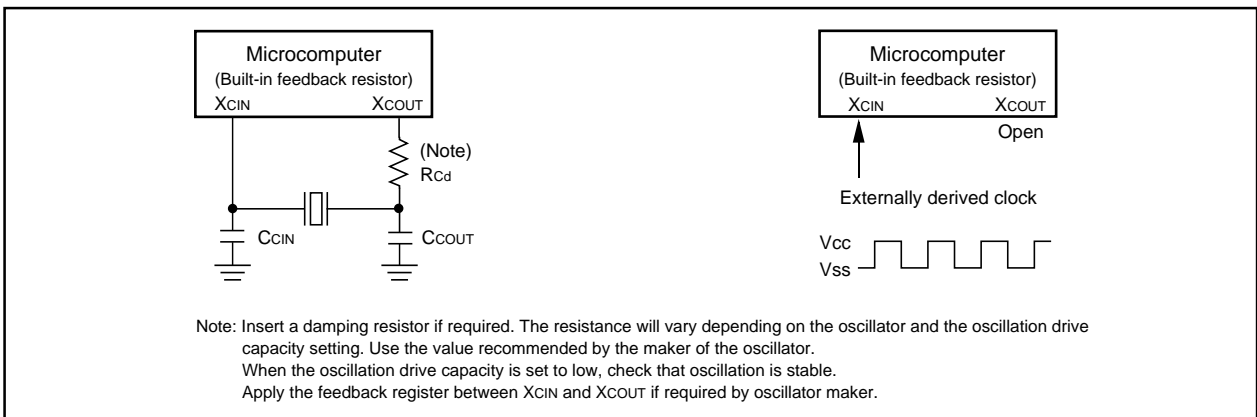 Microcomputer
(Built-in feedback resistor)
XCIN XCOUT
(Note)
RCd
CCIN
CCOUT
Microcomputer
(Built-in feedback resistor)
XCIN XCOUT
Open
Externally derived clock
Vcc
Vss
Note: Insert a damping resistor if required. The resistance will vary depending on the oscillator and the oscillation drive
capacity setting. Use the value recommended by the maker of the oscillator.
When the oscillation drive capacity is set to low, check that oscillation is stable.
Apply the feedback register between XCIN and XCOUT if required by oscillator maker.